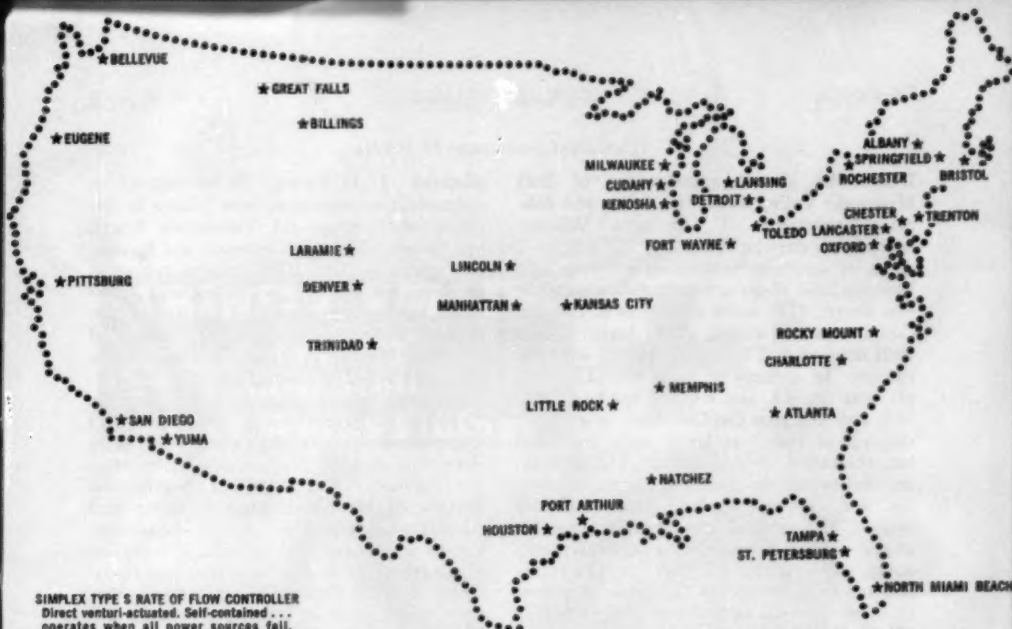 BELLEVUE
GREAT FALLS
BILLINGS
EUGENE
ALBANY
SPRINGFIELD
MILWAUKEE
ROCHESTER
BRISTOL
CUDAHY
LANSING
KENOSHA
DETROIT
CHESTER
TRENTON
TOLEDO LANCASTER
FORT WAYNE
OXFORD
LARAMIE
LINCOLN
PITTSBURG
DENVER
MANHATTAN
KANSAS CITY
ROCKY MOUNT
TRINIDAD
CHARLOTTE
MEMPHIS
LITTLE ROCK
ATLANTA
SAN DIEGO
YUMA
NATCHEZ
PORT ARTHUR
HOUSTON
TAMPA
ST. PETERSBURG
NORTH MIAMI BEACH
SIMPLEX TYPE S RATE OF FLOW CONTROLLER
Direct venturi-actuated. Self-contained ...
operates when all power sources fail.